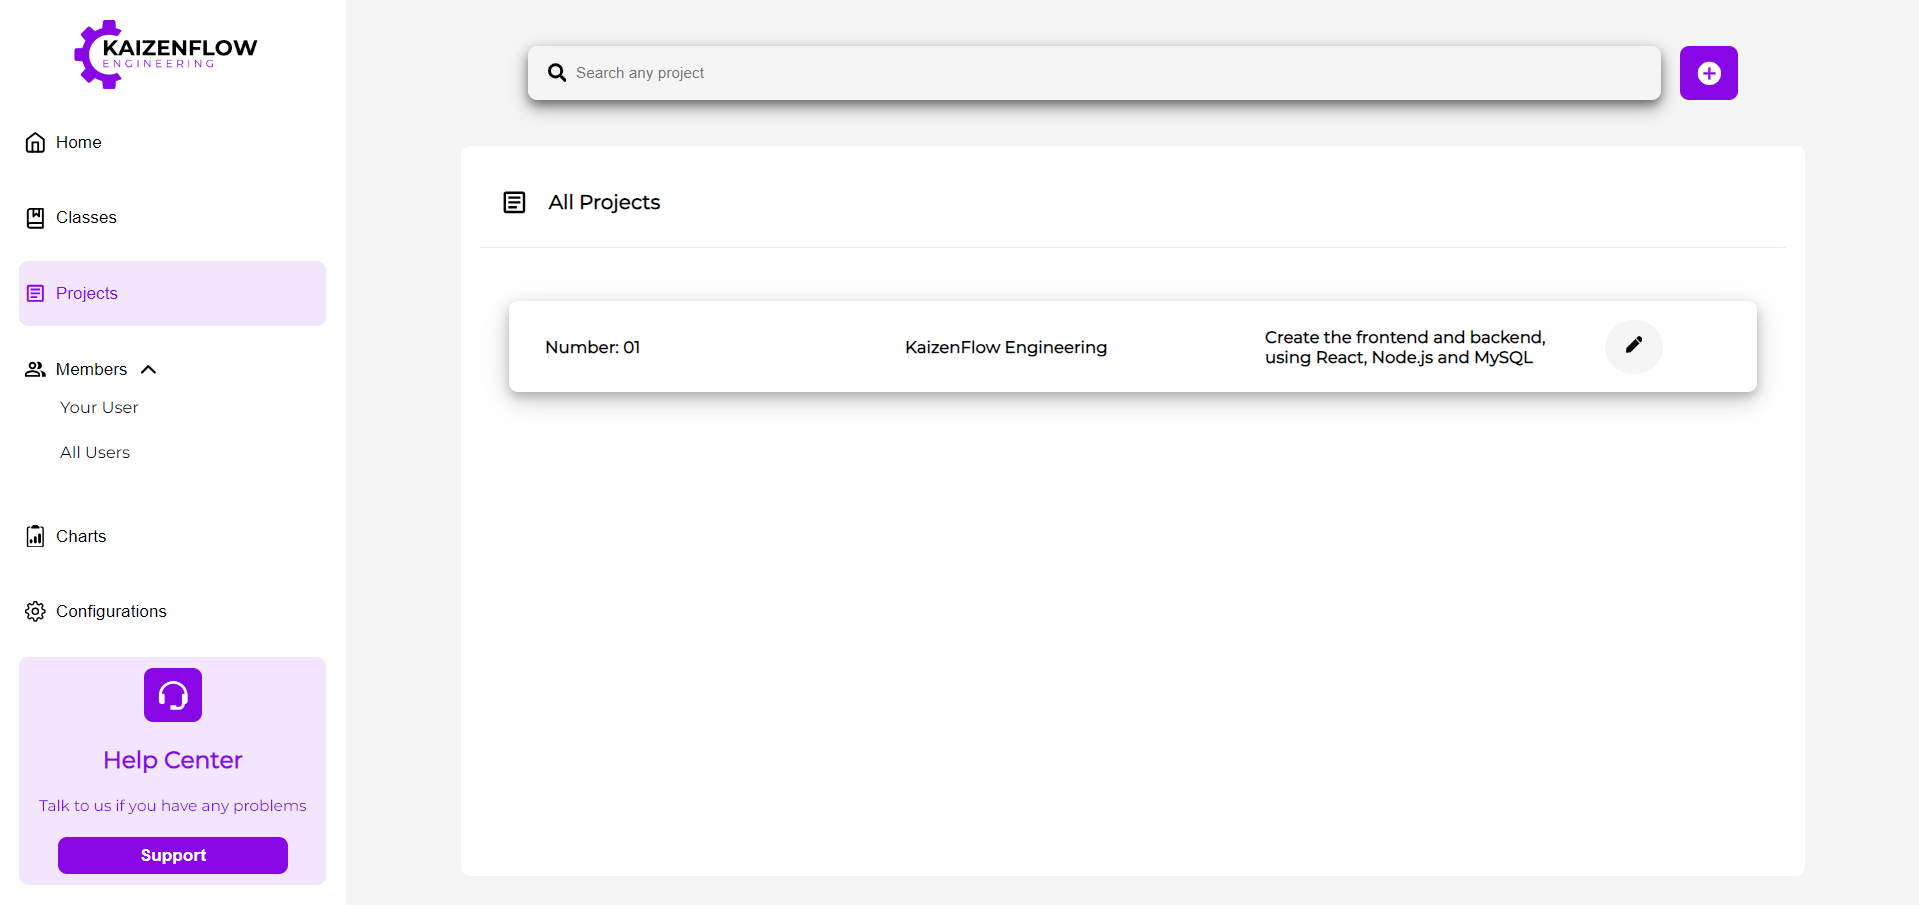 KAIZENFLOW
ENGINEERING
Home
Classes
Projects
Members
Your User
All Users
Charts
Configurations
Help Center
Talk to us if you have any problems
Support
Search any project
All Projects
Number: 01
KaizenFlow Engineering
Create the frontend and backend,
using React, Node.js and MySQL